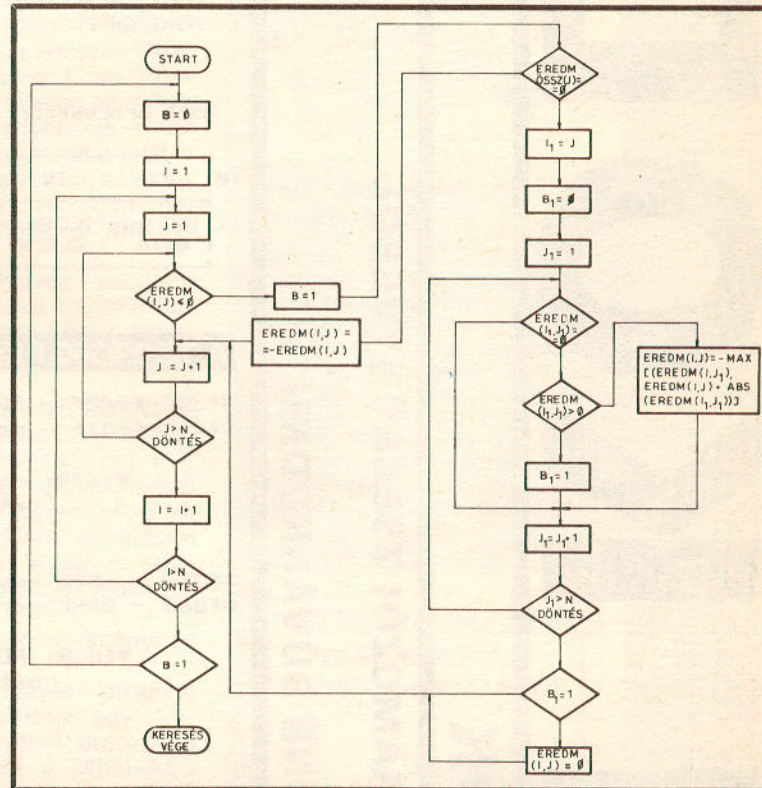 START
B = Ø
I = 1
J = 1
EREDM
(I,J) ≤ Ø
B = 1
EREDM(I,J) =
=-EREDM(I,J)
J = J+1
J > N
DÖNTÉS
I = I+1
I > N
DÖNTÉS
B = 1
KERESÉS
VÉGE
EREDM
ÖSSZ(J)=
=Ø
I₁ = J
B₁ = Ø
J₁ = 1
EREDM
(I₁,J₁)=
=Ø
EREDM
(I₁,J₁)>Ø
EREDM(I,J)=-MAX
[(EREDM(I,J₁),
EREDM(I,J) + ABS
(EREDM(I₁,J₁))]
B₁ = 1
J₁= J₁+1
J₁ > N
DÖNTÉS
B₁ = 1
EREDM
(I,J) = Ø